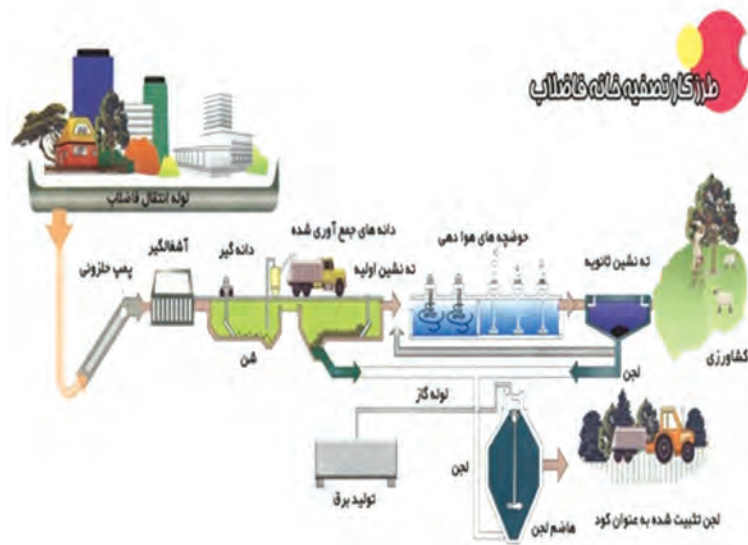 طرز کار تصفیه خانه فاضلاب
لوله انتقال فاضلاب
پمپ حلزونی
آشغالگیر
دانه گیر
دانه های جمع آوری شده
ته نشین اولیه
حوضچه های هوا دهی
ته نشین ثانویه
شن
لجن
کشاورزی
لوله گاز
تولید برق
لجن
هاضم لجن
لجن تثبیت شده به عنوان کود